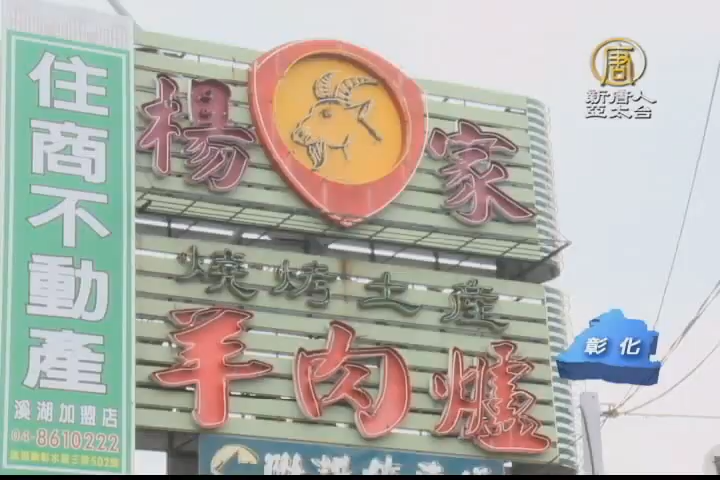 住商不動產
溪湖加盟店
04-8610222
楊家
燒烤土產
羊肉爐
唐
新唐人
亞太台
彰化